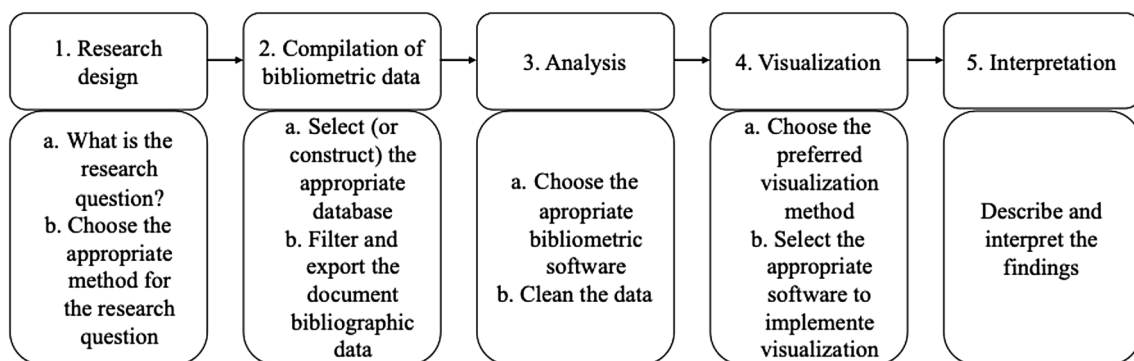 1. Research
design
2. Compilation of
bibliometric data
3. Analysis
4. Visualization
5. Interpretation
a. What is the
research
question?
b. Choose the
appropriate
method for
the research
question
a. Select (or
construct) the
appropriate
database
b. Filter and
export the
document
bibliographic
data
a. Choose the
apropriate
bibliometric
software
b. Clean the data
a. Choose the
preferred
visualization
method
b. Select the
appropriate
software to
implemente
visualization
Describe and
interpret the
findings